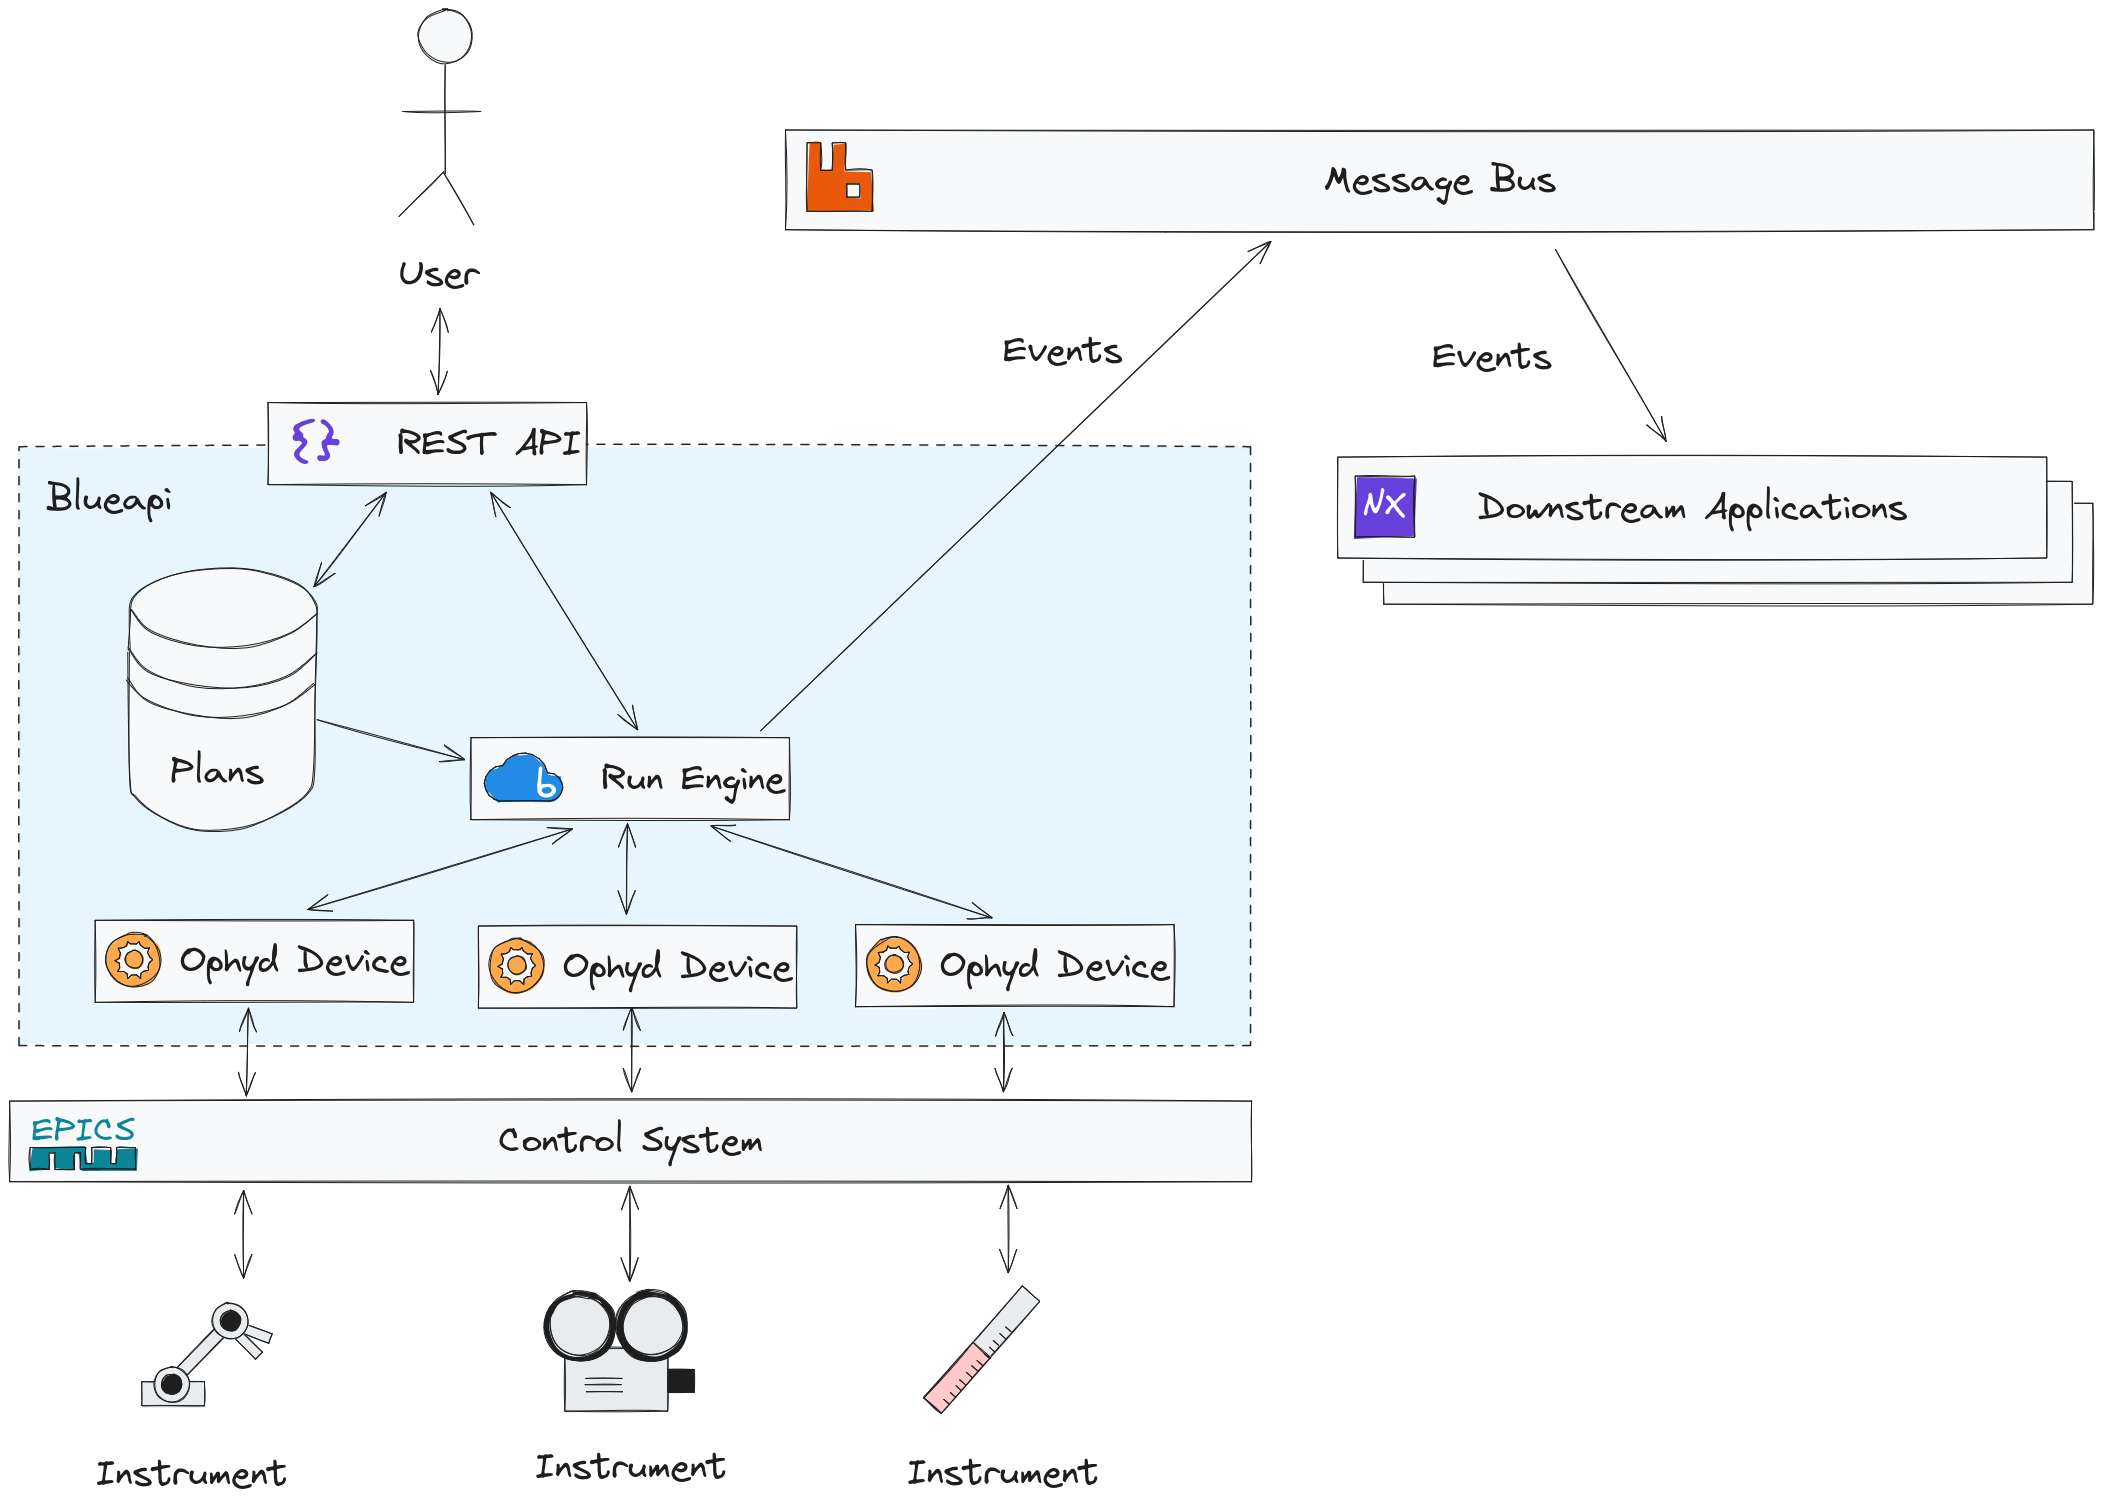 User
Message Bus
Events
Events
REST API
Blueapi
NX
Downstream Applications
Plans
b
Run Engine
Ophyd Device
Ophyd Device
Ophyd Device
EPICS
Control System
Instrument
Instrument
Instrument